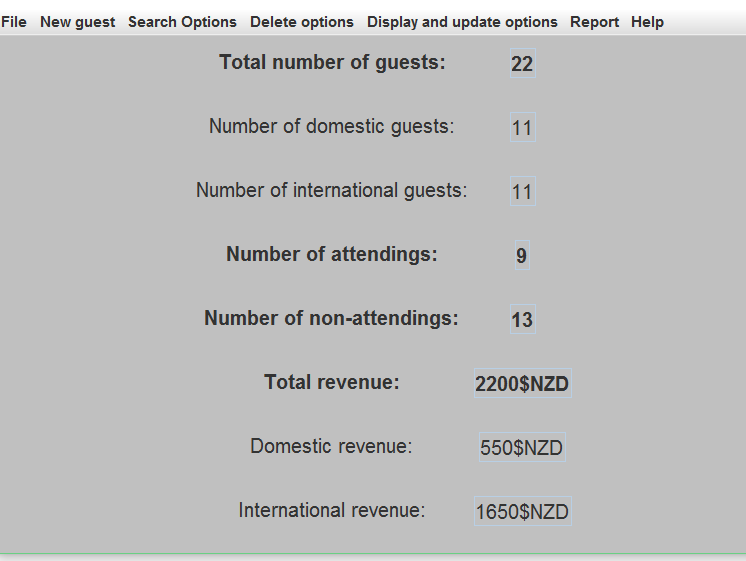 File New guest Search Options Delete options Display and update options Report Help
Total number of guests: 22
Number of domestic guests: 11
Number of international guests: 11
Number of attendings: 9
Number of non-attendings: 13
Total revenue: 2200$NZD
Domestic revenue: 550$NZD
International revenue: 1650$NZD